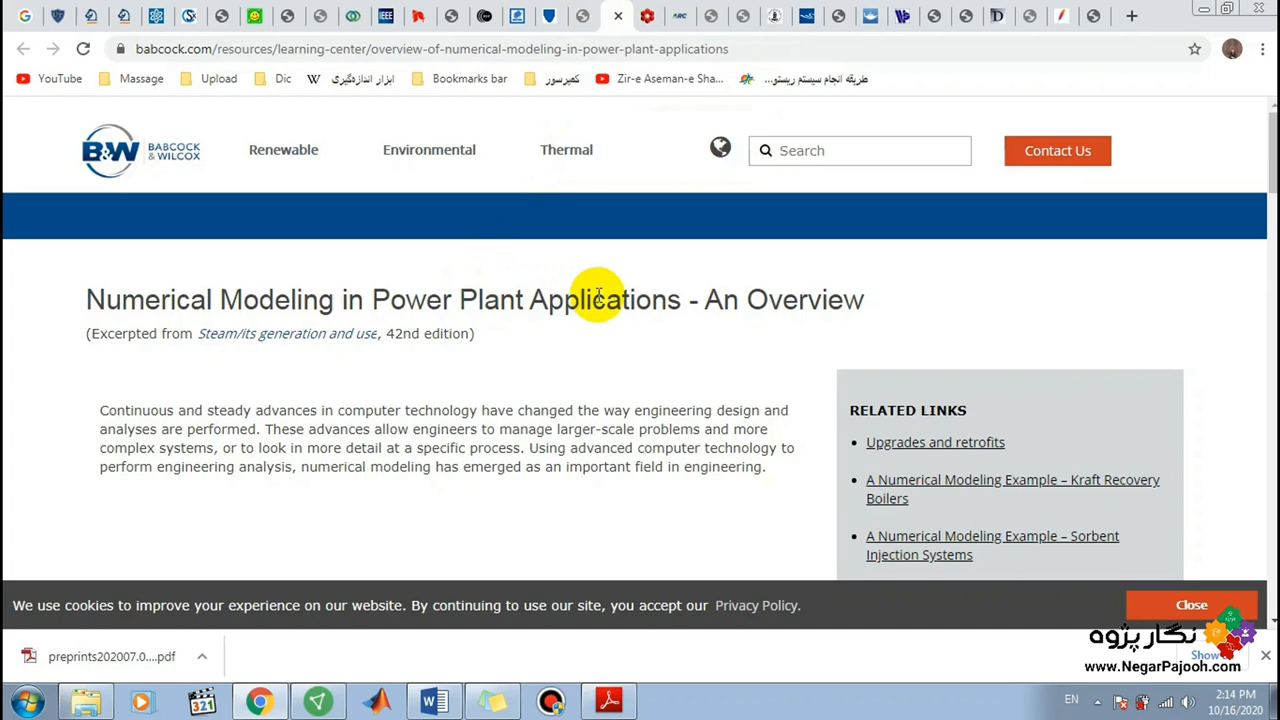 babcock.com/resources/learning-center/overview-of-numerical-modeling-in-power-plant-applications
YouTube
Massage
Upload
Dic
ابزار اندازه‌گیری
Bookmarks bar
کمپرسور
Zir-e Aseman-e Sha...
طریقه انجام سیستم ریستو...
B&W BABCOCK & WILCOX
Renewable
Environmental
Thermal
Search
Contact Us
Numerical Modeling in Power Plant Applications - An Overview
(Excerpted from Steam/its generation and use, 42nd edition)
Continuous and steady advances in computer technology have changed the way engineering design and
analyses are performed. These advances allow engineers to manage larger-scale problems and more
complex systems, or to look in more detail at a specific process. Using advanced computer technology to
perform engineering analysis, numerical modeling has emerged as an important field in engineering.
RELATED LINKS
Upgrades and retrofits
A Numerical Modeling Example – Kraft Recovery
Boilers
A Numerical Modeling Example – Sorbent
Injection Systems
We use cookies to improve your experience on our website. By continuing to use our site, you accept our Privacy Policy.
Close
preprints202007.0....pdf
Show
نگار پژوه
www.NegarPajooh.com
EN
2:14 PM
10/16/2020